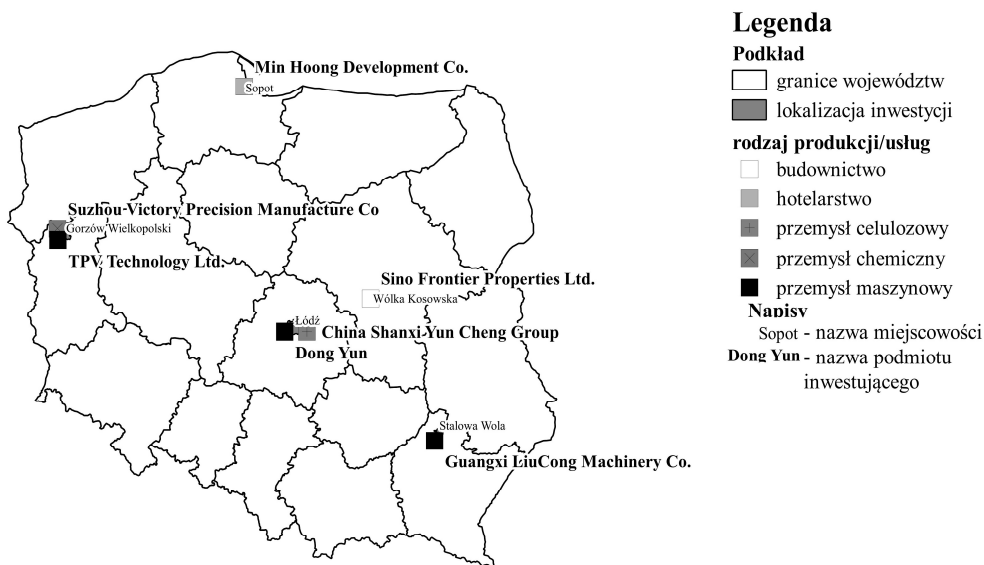 Min Hoong Development Co.
Sopot
Suzhou Victory Precision Manufacture Co
Gorzów Wielkopolski
TPV Technology Ltd.
Sino Frontier Properties Ltd.
Wólka Kosowska
Łódź
China Shanxi Yun Cheng Group
Dong Yun
Stalowa Wola
Guangxi LiuCong Machinery Co.
Legenda
Podkład
granice województw
lokalizacja inwestycji
rodzaj produkcji/usług
budownictwo
hotelarstwo
przemysł celulozowy
przemysł chemiczny
przemysł maszynowy
Napisy
Sopot - nazwa miejscowości
Dong Yun - nazwa podmiotu
inwestującego